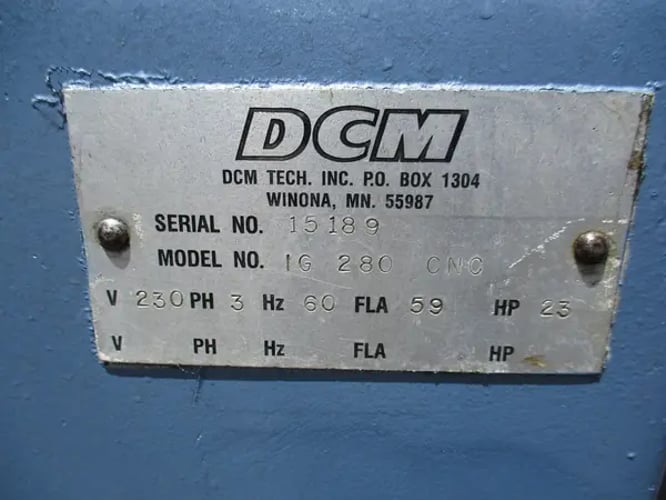 DCM
DCM TECH. INC. P.O. BOX 1304
WINONA, MN. 55987
SERIAL NO. 15189
MODEL NO. IG 280 CNC
V 230 PH 3 Hz 60 FLA 59 HP 23
V PH Hz FLA HP